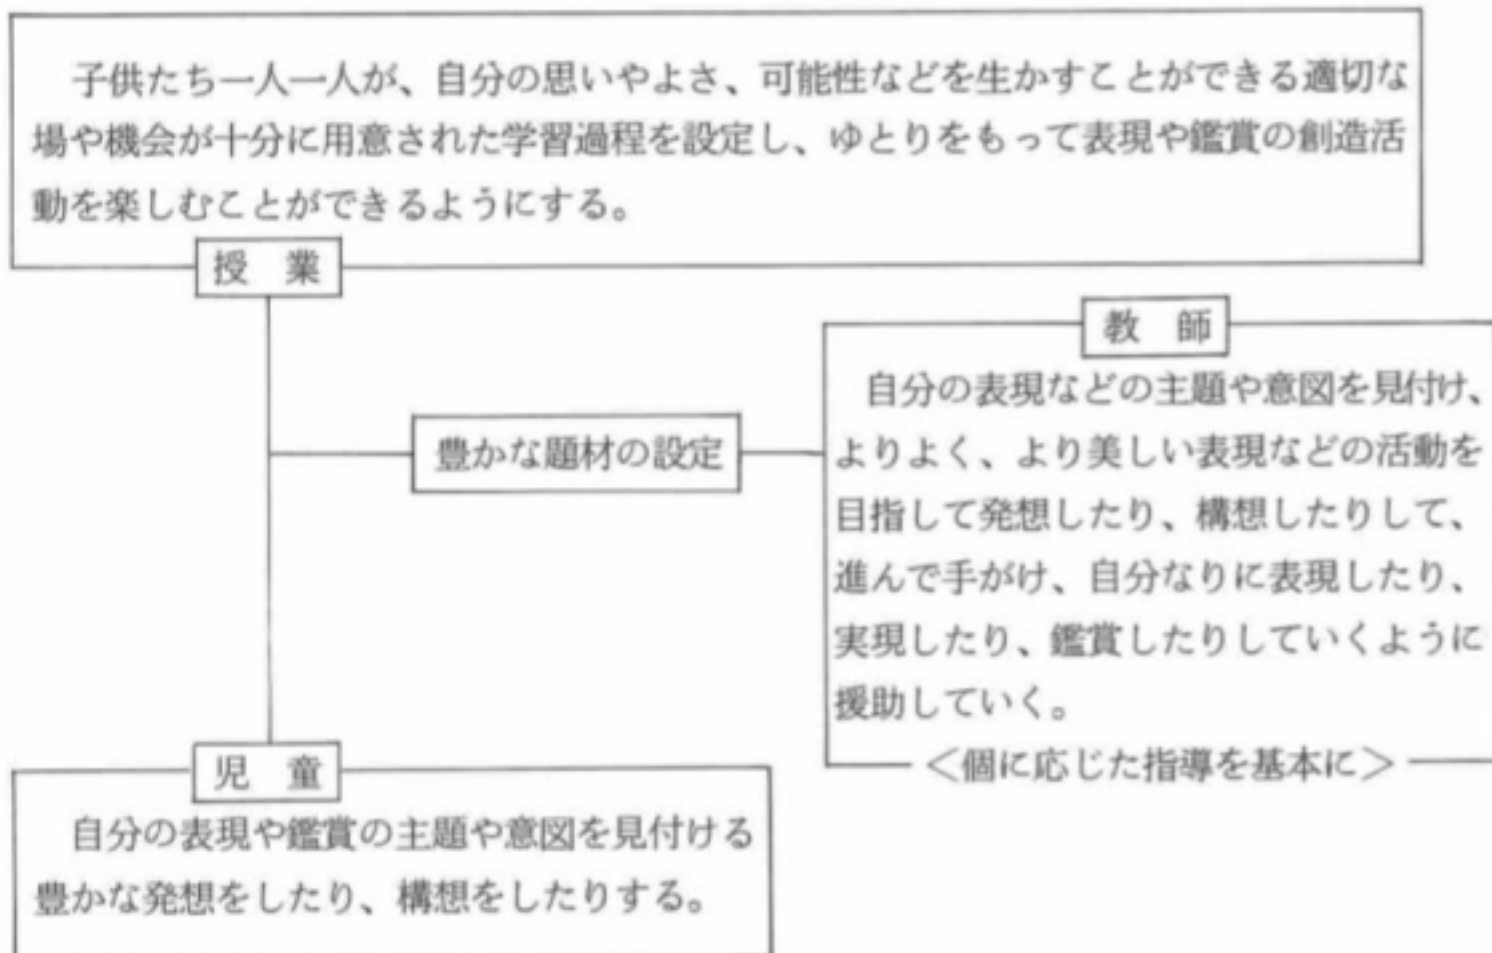 子供たち一人一人が、自分の思いやよさ、可能性などを生かすことができる適切な
場や機会が十分に用意された学習過程を設定し、ゆとりをもって表現や鑑賞の創造活
動を楽しむことができるようにする。
授 業
教 師
自分の表現などの主題や意図を見付け、
よりよく、より美しい表現などの活動を
目指して発想したり、構想したりして、
進んで手がけ、自分なりに表現したり、
実現したり、鑑賞したりしていくように
援助していく。
<個に応じた指導を基本に>
豊かな題材の設定
児 童
自分の表現や鑑賞の主題や意図を見付ける
豊かな発想をしたり、構想をしたりする。